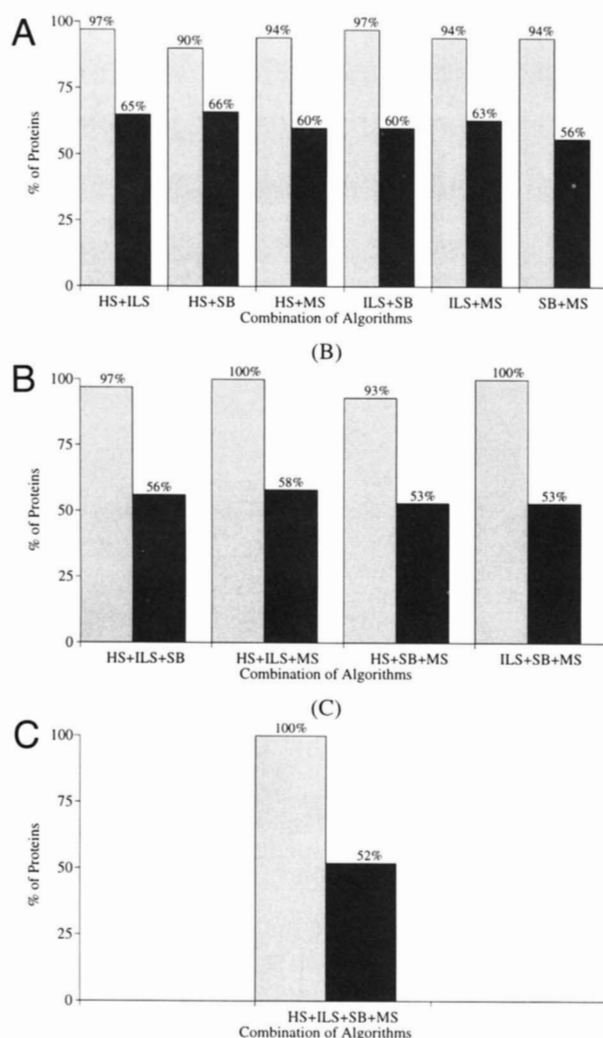 A
100
75
50
25
0
% of Proteins
97%
65%
90%
66%
94%
60%
97%
60%
94%
63%
94%
56%
HS+ILS HS+SB HS+MS ILS+SB ILS+MS SB+MS
Combination of Algorithms
(B)
B
100
75
50
25
0
% of Proteins
97%
56%
100%
58%
93%
53%
100%
53%
HS+ILS+SB HS+ILS+MS HS+SB+MS ILS+SB+MS
Combination of Algorithms
(C)
C
100
75
50
25
0
% of Proteins
100%
52%
HS+ILS+SB+MS
Combination of Algorithms